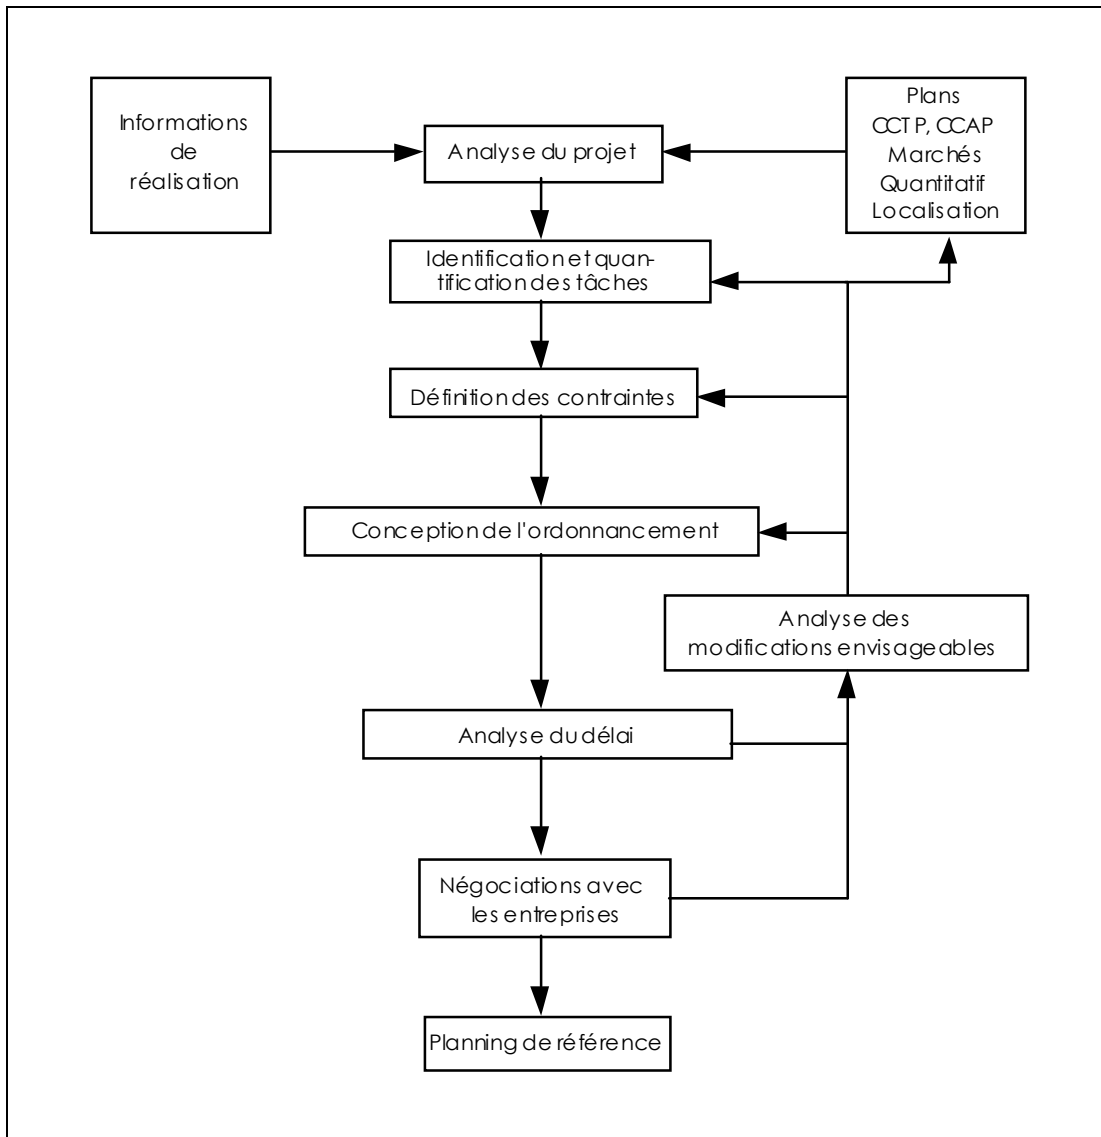 Informations
de
réalisation
Analyse du projet
Plans
CCTP, CCAP
Marchés
Quantitatif
Localisation
Identification et quan-
tification des tâches
Définition des contraintes
Conception de l'ordonnancement
Analyse des
modifications envisageables
Analyse du délai
Négociations avec
les entreprises
Planning de référence